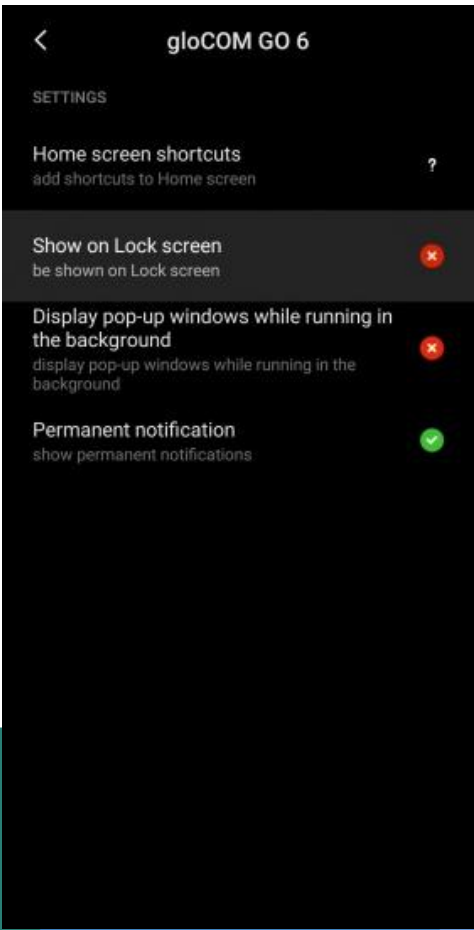 gloCOM GO 6
SETTINGS
Home screen shortcuts
add shortcuts to Home screen
?
Show on Lock screen
be shown on Lock screen
Display pop-up windows while running in
the background
display pop-up windows while running in the
background
Permanent notification
show permanent notifications